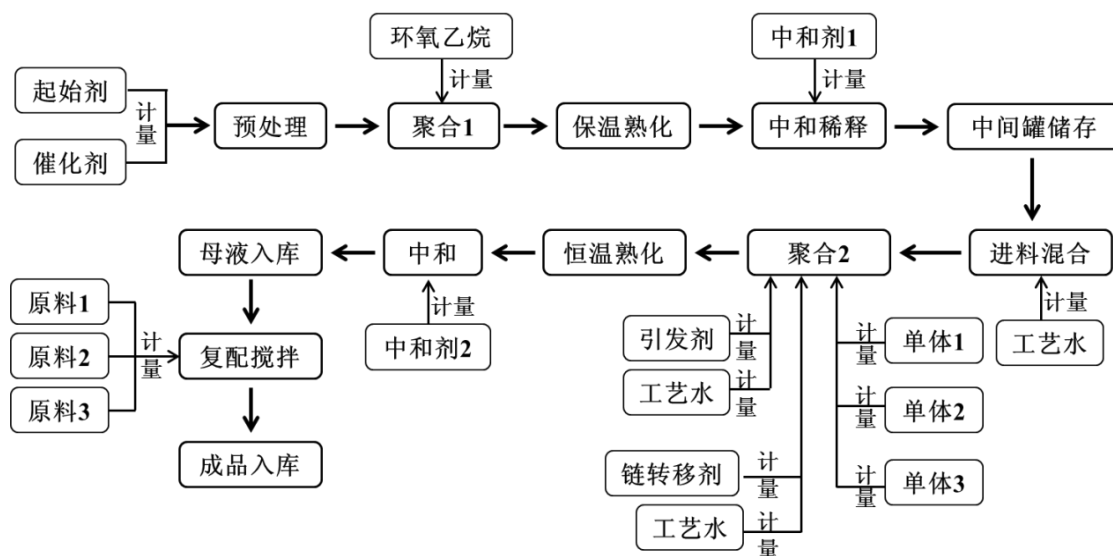 环氧乙烷
中和剂1
计量
计量
起始剂
计量
催化剂
预处理
聚合1
保温熟化
中和稀释
中间罐储存
母液入库
中和
恒温熟化
聚合2
进料混合
计量
计量
原料1
原料2
原料3
计量
复配搅拌
中和剂2
引发剂
计量
工艺水
计量
计量
单体1
工艺水
计量
单体2
成品入库
链转移剂
计量
工艺水
计量
计量
单体3